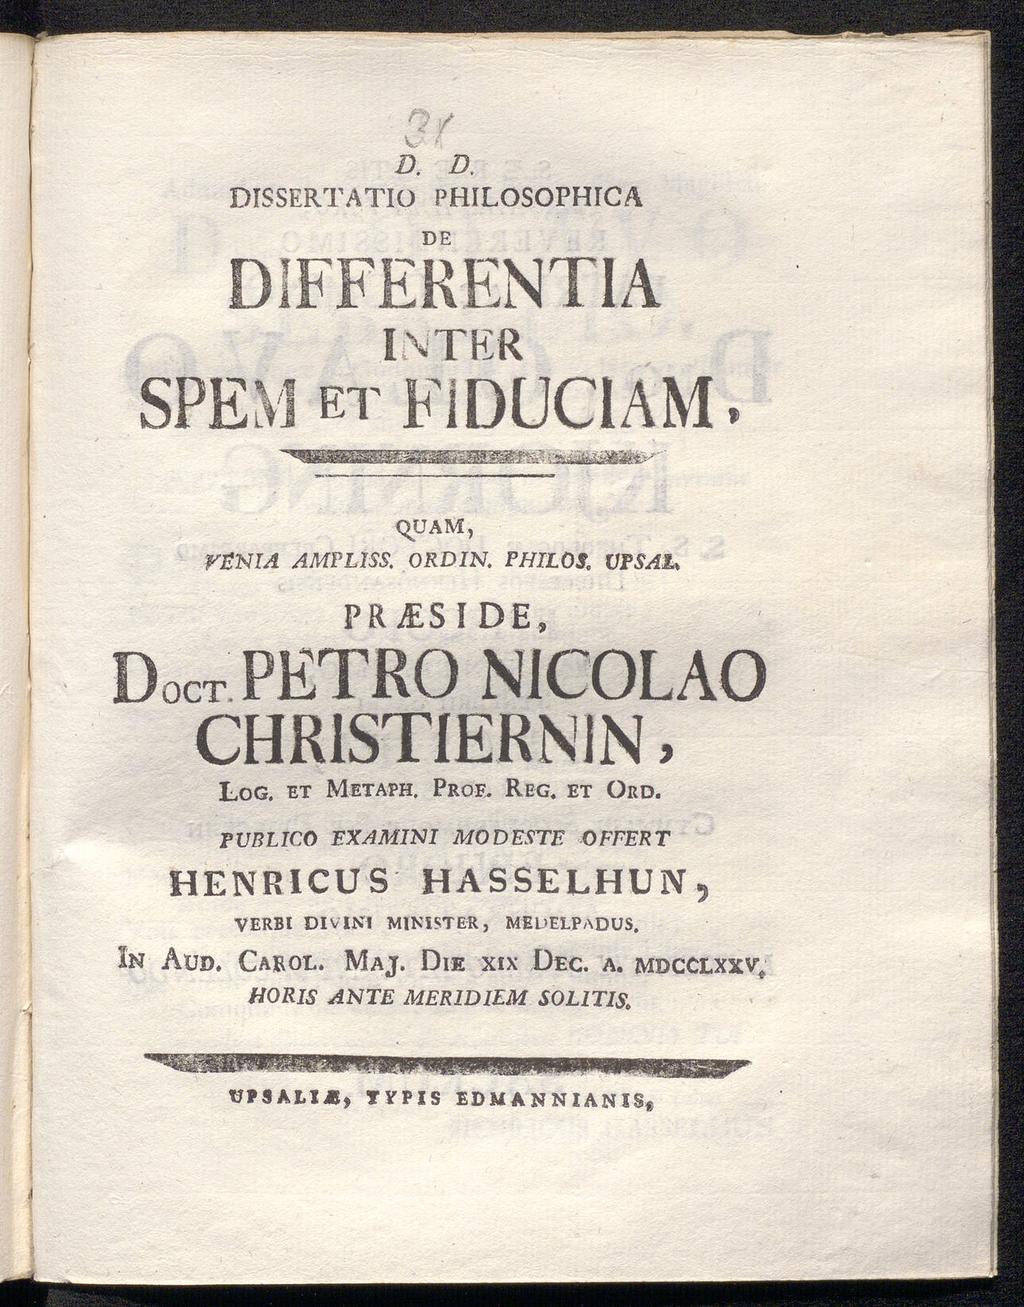 D. D.
DISSERTATIO PHILOSOPHICA
DE
DIFFERENTIA
INTER
SPEM ET FIDUCIAM,
QUAM,
VENIA AMPLISS. ORDIN. PHILOS. UPSAL.
PRÆSIDE,
DOCT. PETRO NICOLAO
CHRISTIERNIN,
LOG. ET METAPH. PROF. REG. ET ORD.
PUBLICO EXAMINI MODESTE OFFERT
HENRICUS HASSELHUN,
VERBI DIVINI MINISTER, MEDELPADUS.
IN AUD. CAROL. MAJ. DIE XIX DEC. A. MDCCLXXV.
HORIS ANTE MERIDIEM SOLITIS.
UPSALIÆ, TYPIS EDMANNIANIS,